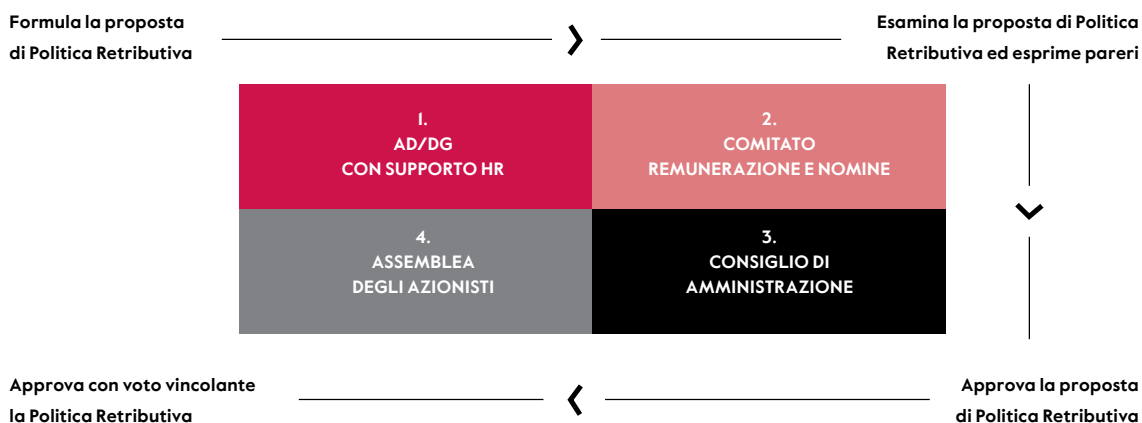 Formula la proposta
di Politica Retributiva
Esamina la proposta di Politica
Retributiva ed esprime pareri
1.
AD/DG
CON SUPPORTO HR
2.
COMITATO
REMUNERAZIONE E NOMINE
4.
ASSEMBLEA
DEGLI AZIONISTI
3.
CONSIGLIO DI
AMMINISTRAZIONE
Approva con voto vincolante
la Politica Retributiva
Approva la proposta
di Politica Retributiva